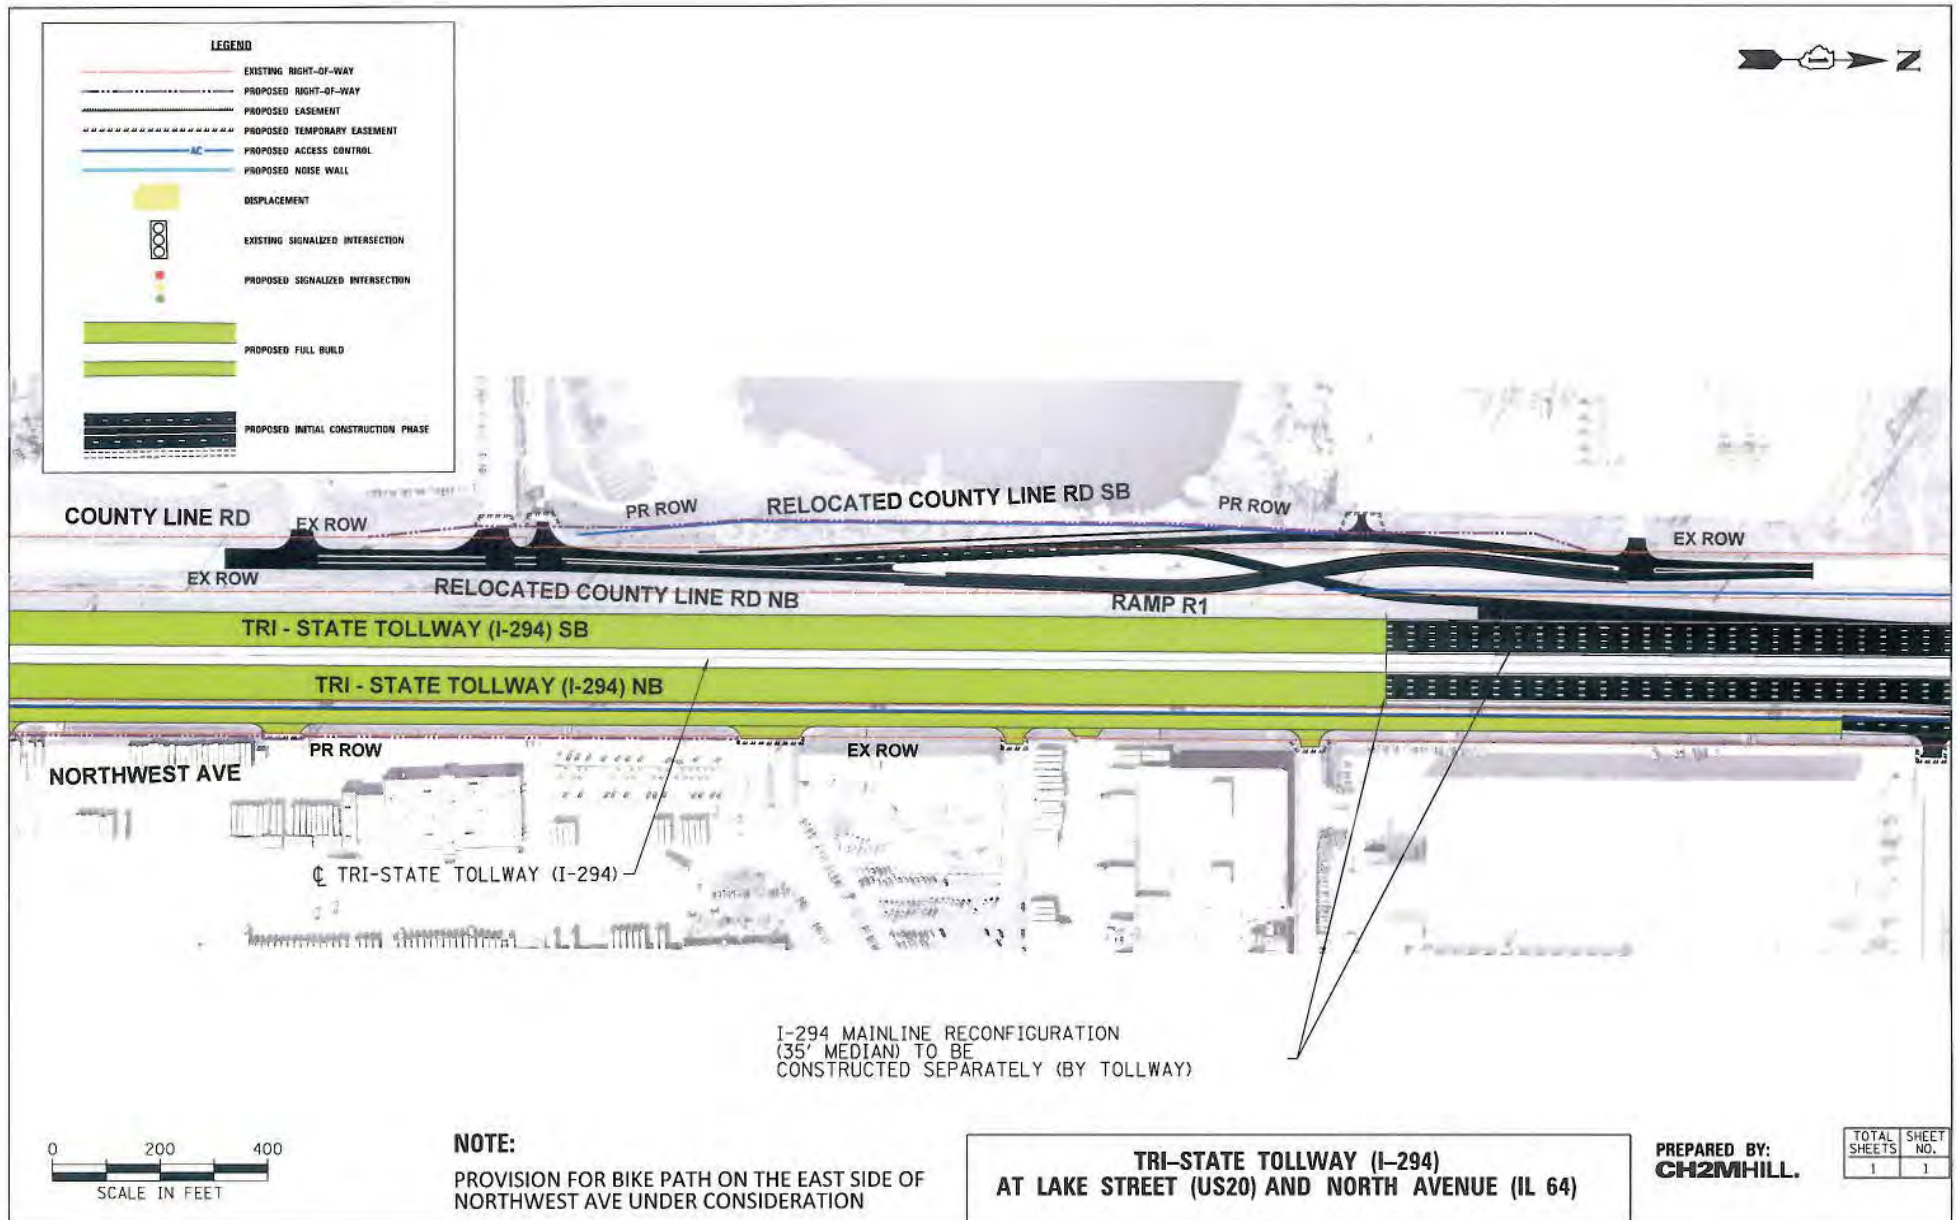 LEGEND
EXISTING RIGHT-OF-WAY
PROPOSED RIGHT-OF-WAY
PROPOSED EASEMENT
PROPOSED TEMPORARY EASEMENT
AC
PROPOSED ACCESS CONTROL
PROPOSED NOISE WALL
DISPLACEMENT
EXISTING SIGNALIZED INTERSECTION
PROPOSED SIGNALIZED INTERSECTION
PROPOSED FULL BUILD
PROPOSED INITIAL CONSTRUCTION PHASE
N
COUNTY LINE RD
EX ROW
PR ROW
RELOCATED COUNTY LINE RD SB
PR ROW
EX ROW
EX ROW
RELOCATED COUNTY LINE RD NB
RAMP R1
TRI - STATE TOLLWAY (I-294) SB
TRI - STATE TOLLWAY (I-294) NB
PR ROW
EX ROW
NORTHWEST AVE
℄ TRI-STATE TOLLWAY (I-294)
I-294 MAINLINE RECONFIGURATION
(35' MEDIAN) TO BE
CONSTRUCTED SEPARATELY (BY TOLLWAY)
0 200 400
SCALE IN FEET
NOTE:
PROVISION FOR BIKE PATH ON THE EAST SIDE OF
NORTHWEST AVE UNDER CONSIDERATION
TRI-STATE TOLLWAY (I-294)
AT LAKE STREET (US20) AND NORTH AVENUE (IL 64)
PREPARED BY:
CH2MHILL.
TOTAL SHEETS
SHEET NO.
1 1